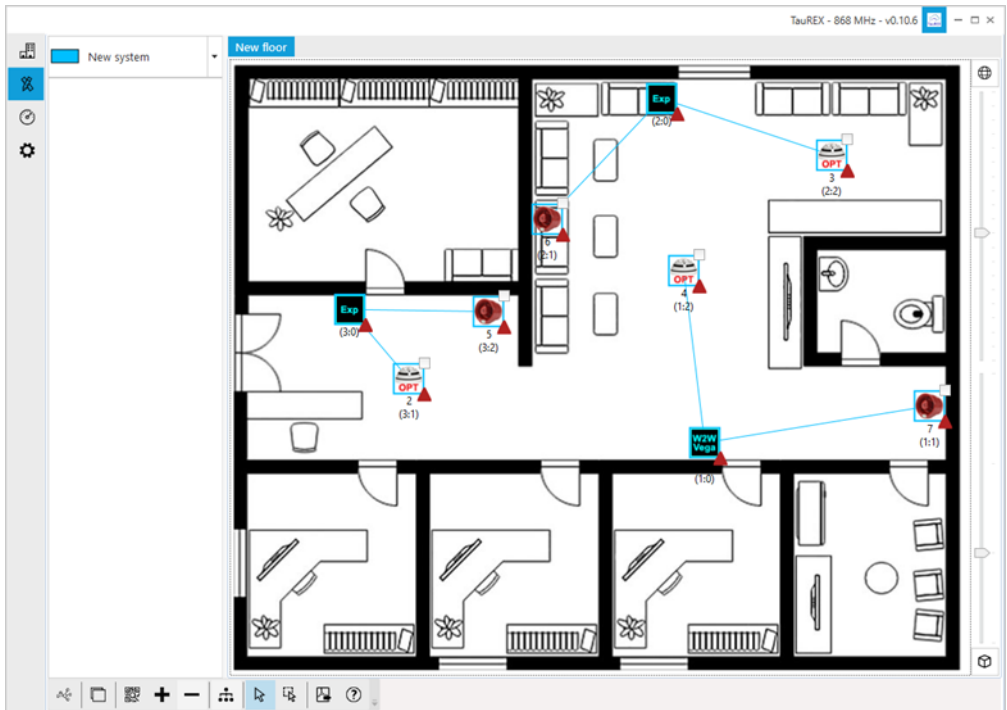 TauREX - 868 MHz - v0.10.6
New system
New floor
Exp
(2:0)
OPT
3
(2:2)
6
(2:1)
OPT
4
(1:2)
Exp
(3:0)
5
(3:2)
OPT
2
(3:1)
7
(1:1)
W2W
Vega
(1:0)